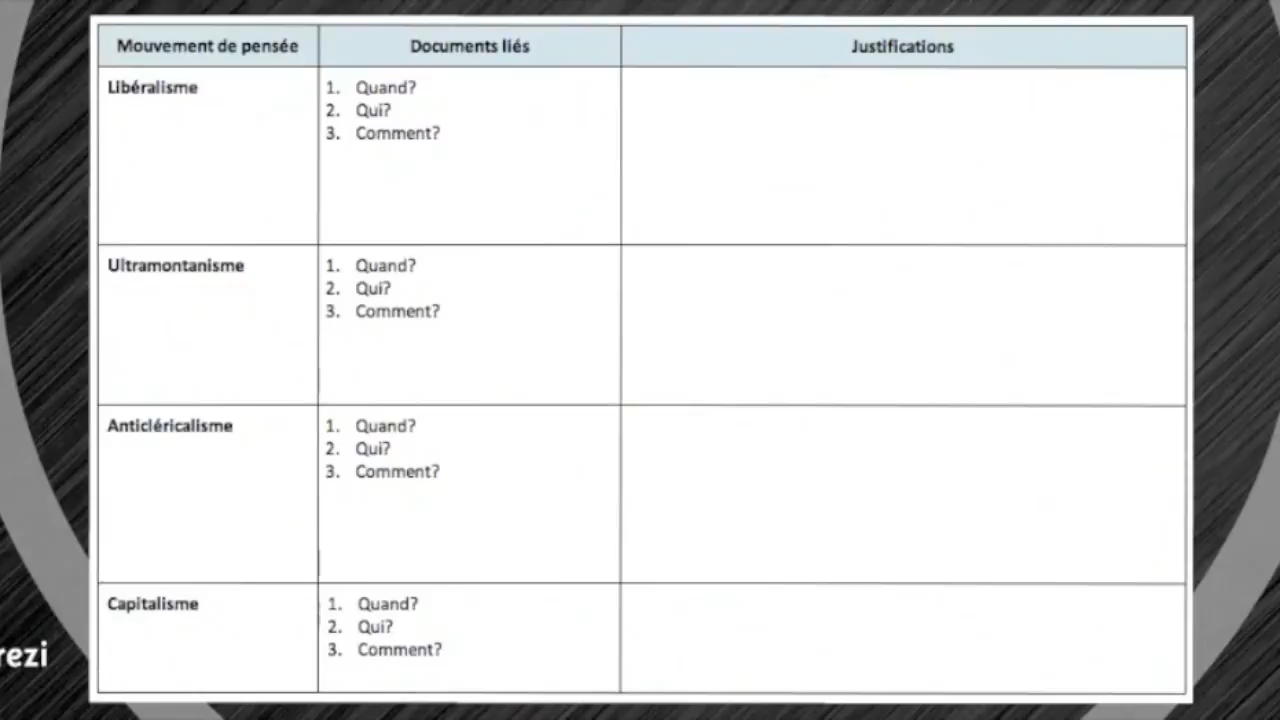 Mouvement de pensée Documents liés Justifications
Libéralisme 1. Quand?
2. Qui?
3. Comment?
Ultramontanisme 1. Quand?
2. Qui?
3. Comment?
Anticléricalisme 1. Quand?
2. Qui?
3. Comment?
Capitalisme 1. Quand?
2. Qui?
3. Comment?
rezi